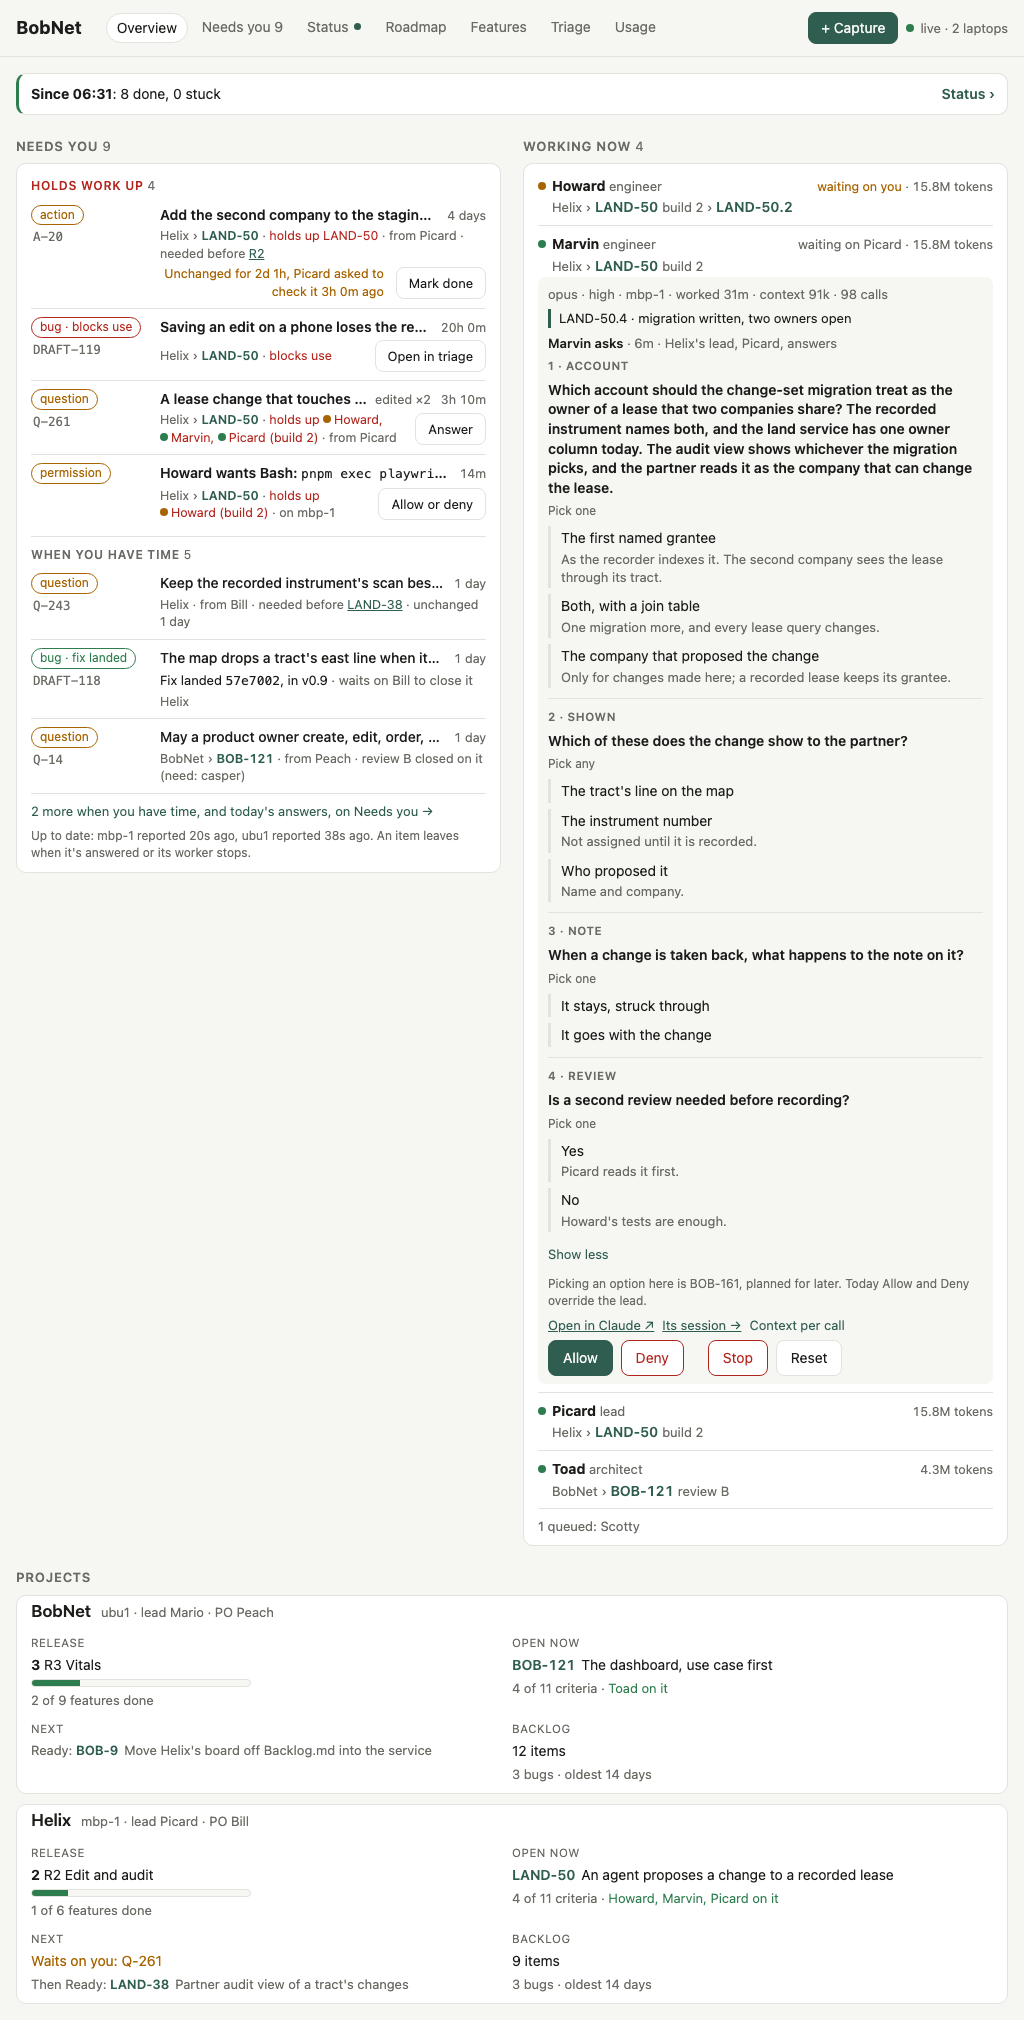 BobNet
Overview
Needs you 9
Status
Roadmap
Features
Triage
Usage
+ Capture
live · 2 laptops
Since 06:31: 8 done, 0 stuck
Status ›
NEEDS YOU 9
HOLDS WORK UP 4
action
Add the second company to the stagin...
4 days
A-20
Helix › LAND-50 · holds up LAND-50 · from Picard ·
needed before R2
Unchanged for 2d 1h, Picard asked to
check it 3h 0m ago
Mark done
bug · blocks use
Saving an edit on a phone loses the re...
20h 0m
DRAFT-119
Helix › LAND-50 · blocks use
Open in triage
question
A lease change that touches ...
edited ×2
3h 10m
Q-261
Helix › LAND-50 · holds up Howard,
Marvin, Picard (build 2) · from Picard
Answer
permission
Howard wants Bash: pnpm exec playwri...
14m
Helix › LAND-50 · holds up
Howard (build 2) · on mbp-1
Allow or deny
WHEN YOU HAVE TIME 5
question
Keep the recorded instrument's scan bes...
1 day
Q-243
Helix · from Bill · needed before LAND-38 · unchanged
1 day
bug · fix landed
The map drops a tract's east line when it...
1 day
DRAFT-118
Fix landed 57e7002, in v0.9 · waits on Bill to close it
Helix
question
May a product owner create, edit, order, ...
1 day
Q-14
BobNet › BOB-121 · from Peach · review B closed on it
(need: casper)
2 more when you have time, and today's answers, on Needs you →
Up to date: mbp-1 reported 20s ago, ubu1 reported 38s ago. An item leaves
when it's answered or its worker stops.
WORKING NOW 4
Howard engineer
waiting on you · 15.8M tokens
Helix › LAND-50 build 2 › LAND-50.2
Marvin engineer
waiting on Picard · 15.8M tokens
Helix › LAND-50 build 2
opus · high · mbp-1 · worked 31m · context 91k · 98 calls
LAND-50.4 · migration written, two owners open
Marvin asks · 6m · Helix's lead, Picard, answers
1 · ACCOUNT
Which account should the change-set migration treat as the
owner of a lease that two companies share? The recorded
instrument names both, and the land service has one owner
column today. The audit view shows whichever the migration
picks, and the partner reads it as the company that can change
the lease.
Pick one
The first named grantee
As the recorder indexes it. The second company sees the lease
through its tract.
Both, with a join table
One migration more, and every lease query changes.
The company that proposed the change
Only for changes made here; a recorded lease keeps its grantee.
2 · SHOWN
Which of these does the change show to the partner?
Pick any
The tract's line on the map
The instrument number
Not assigned until it is recorded.
Who proposed it
Name and company.
3 · NOTE
When a change is taken back, what happens to the note on it?
Pick one
It stays, struck through
It goes with the change
4 · REVIEW
Is a second review needed before recording?
Pick one
Yes
Picard reads it first.
No
Howard's tests are enough.
Show less
Picking an option here is BOB-161, planned for later. Today Allow and Deny
override the lead.
Open in Claude ↗ Its session → Context per call
Allow
Deny
Stop
Reset
Picard lead
15.8M tokens
Helix › LAND-50 build 2
Toad architect
4.3M tokens
BobNet › BOB-121 review B
1 queued: Scotty
PROJECTS
BobNet ubu1 · lead Mario · PO Peach
RELEASE
3 R3 Vitals
2 of 9 features done
OPEN NOW
BOB-121 The dashboard, use case first
4 of 11 criteria · Toad on it
NEXT
Ready: BOB-9 Move Helix's board off Backlog.md into the service
BACKLOG
12 items
3 bugs · oldest 14 days
Helix mbp-1 · lead Picard · PO Bill
RELEASE
2 R2 Edit and audit
1 of 6 features done
OPEN NOW
LAND-50 An agent proposes a change to a recorded lease
4 of 11 criteria · Howard, Marvin, Picard on it
NEXT
Waits on you: Q-261
Then Ready: LAND-38 Partner audit view of a tract's changes
BACKLOG
9 items
3 bugs · oldest 14 days